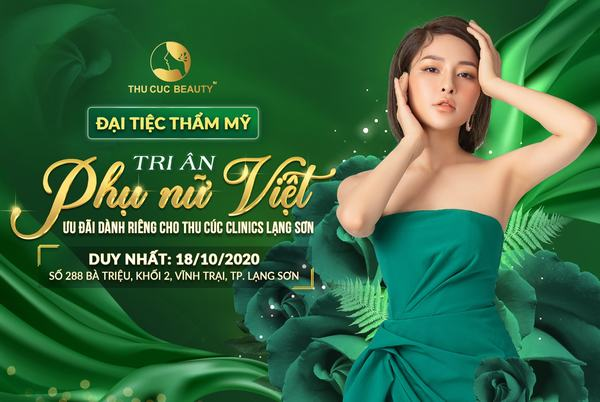 THU CUC BEAUTY
ĐẠI TIỆC THẨM MỸ
TRI ÂN
Phụ nữ Việt
ƯU ĐÃI DÀNH RIÊNG CHO THU CÚC CLINICS LẠNG SƠN
DUY NHẤT: 18/10/2020
SỐ 288 BÀ TRIỆU, KHỐI 2, VĨNH TRẠI, TP. LẠNG SƠN